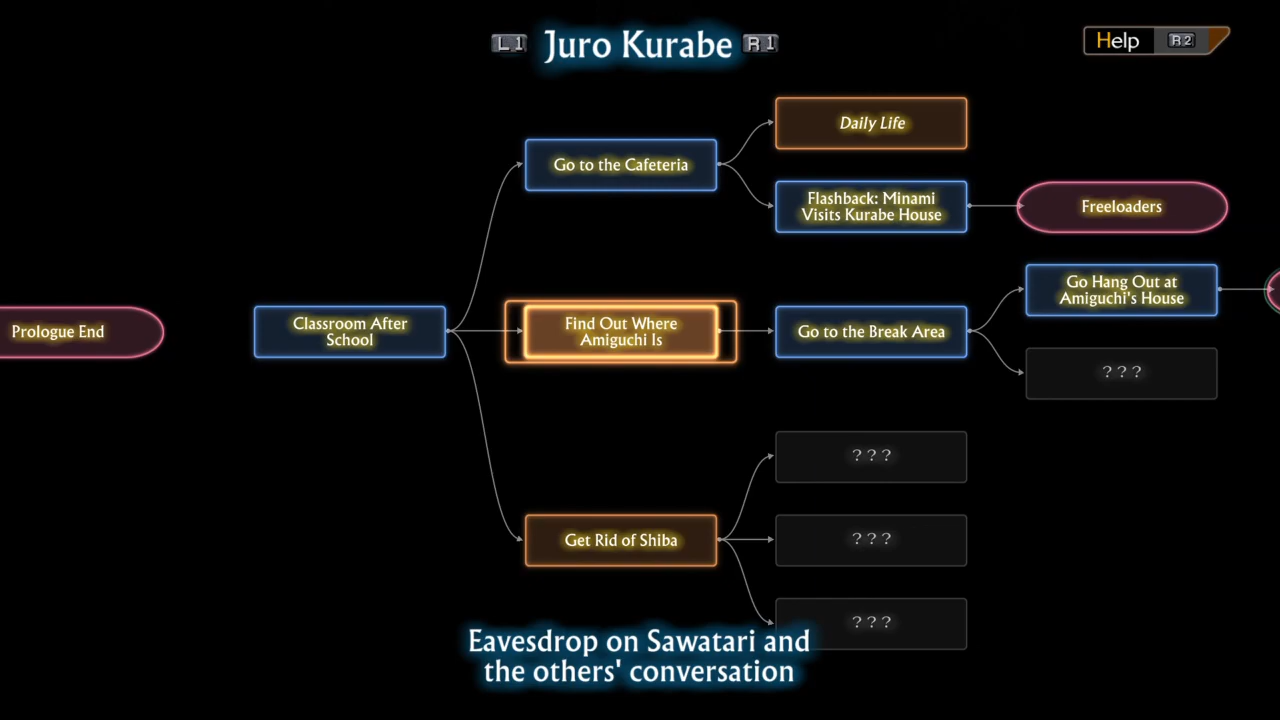 L1 Juro Kurabe R1
Help R2
Daily Life
Go to the Cafeteria
Flashback: Minami
Visits Kurabe House
Freeloaders
Go Hang Out at
Amiguchi's House
Prologue End
Classroom After
School
Find Out Where
Amiguchi Is
Go to the Break Area
???
???
Get Rid of Shiba
???
???
Eavesdrop on Sawatari and
the others' conversation